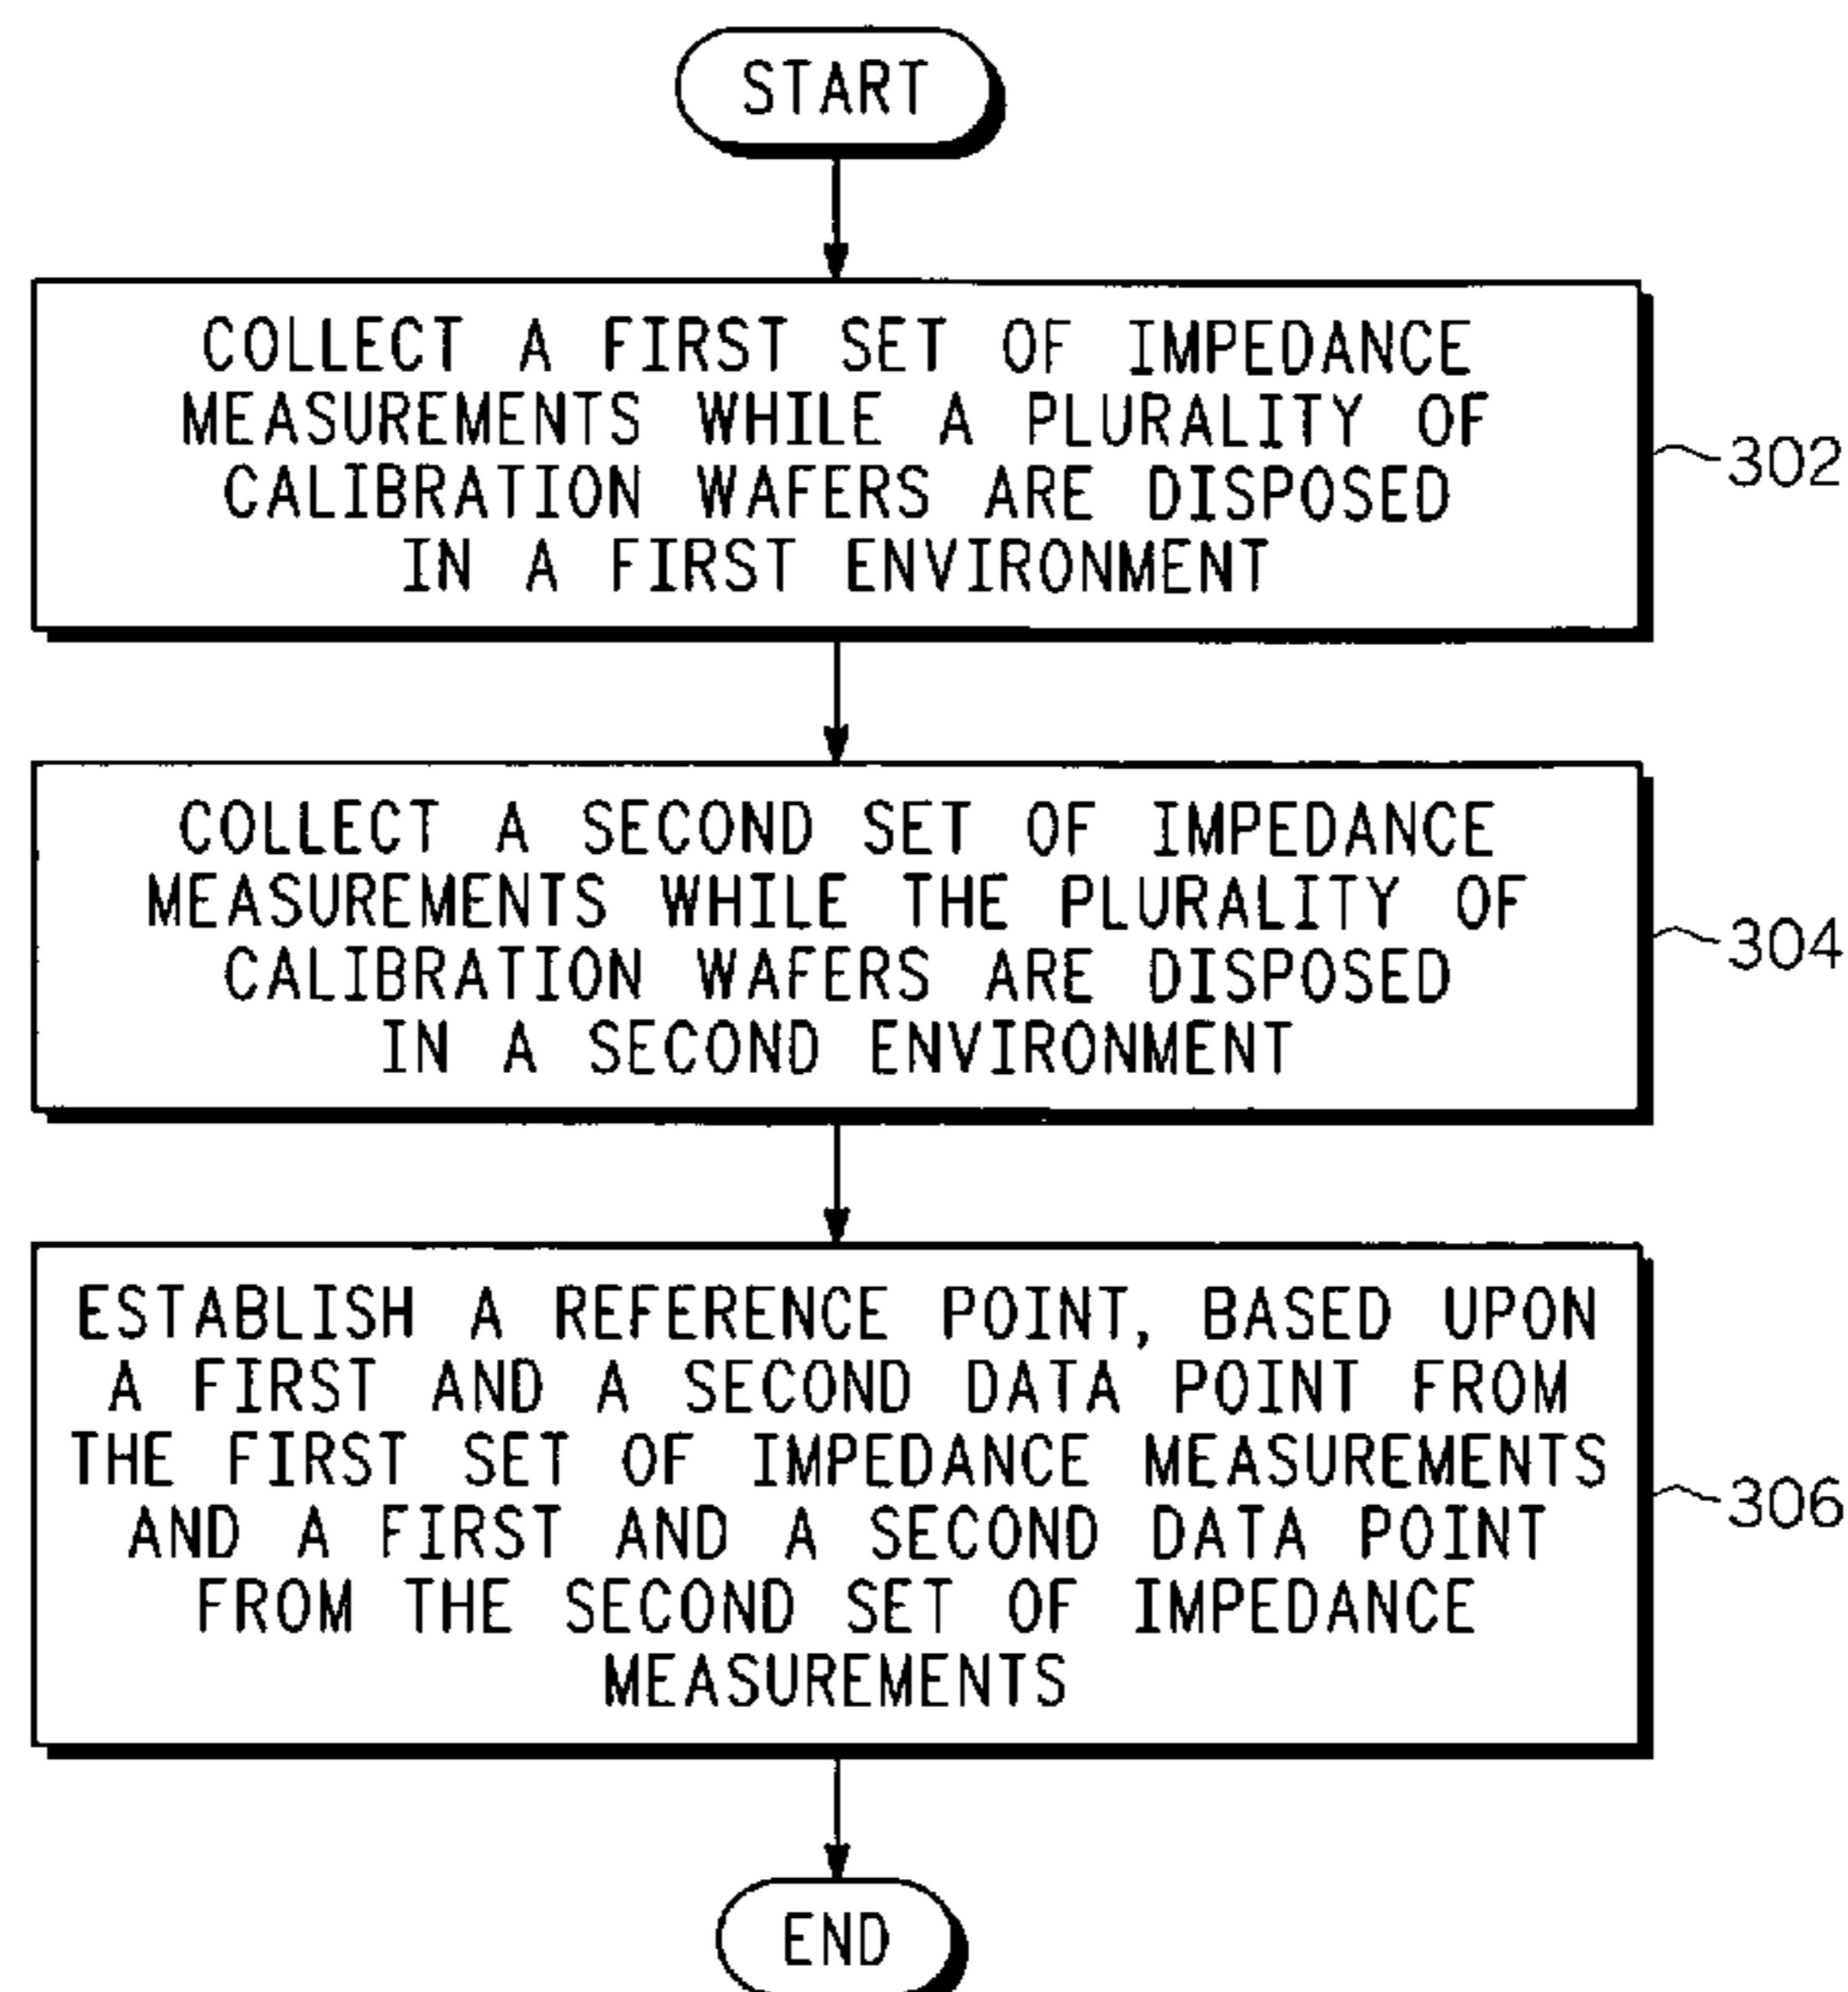 START
COLLECT A FIRST SET OF IMPEDANCE
MEASUREMENTS WHILE A PLURALITY OF
CALIBRATION WAFERS ARE DISPOSED
IN A FIRST ENVIRONMENT
302
COLLECT A SECOND SET OF IMPEDANCE
MEASUREMENTS WHILE THE PLURALITY OF
CALIBRATION WAFERS ARE DISPOSED
IN A SECOND ENVIRONMENT
304
ESTABLISH A REFERENCE POINT, BASED UPON
A FIRST AND A SECOND DATA POINT FROM
THE FIRST SET OF IMPEDANCE MEASUREMENTS
AND A FIRST AND A SECOND DATA POINT
FROM THE SECOND SET OF IMPEDANCE
MEASUREMENTS
306
END